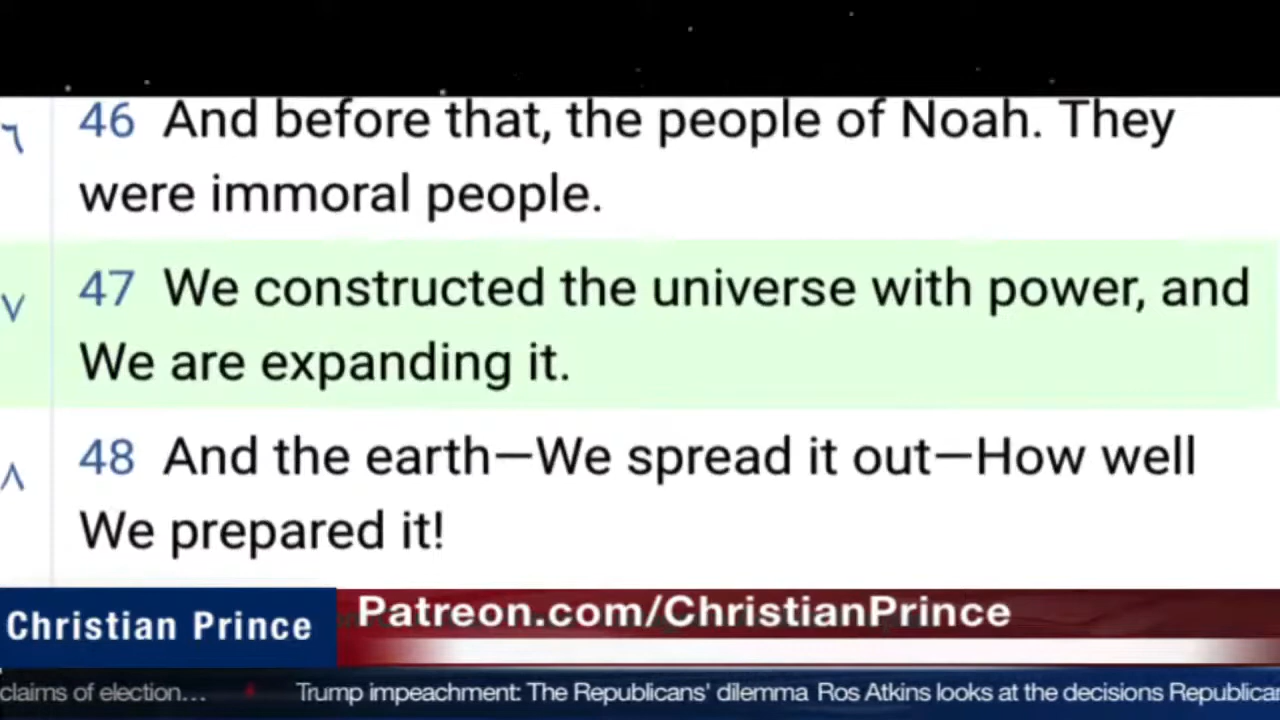 ٦ 46 And before that, the people of Noah. They
were immoral people.
٧ 47 We constructed the universe with power, and
We are expanding it.
٨ 48 And the earth—We spread it out—How well
We prepared it!
Christian Prince Patreon.com/ChristianPrince
claims of election... Trump impeachment: The Republicans' dilemma Ros Atkins looks at the decisions Republican